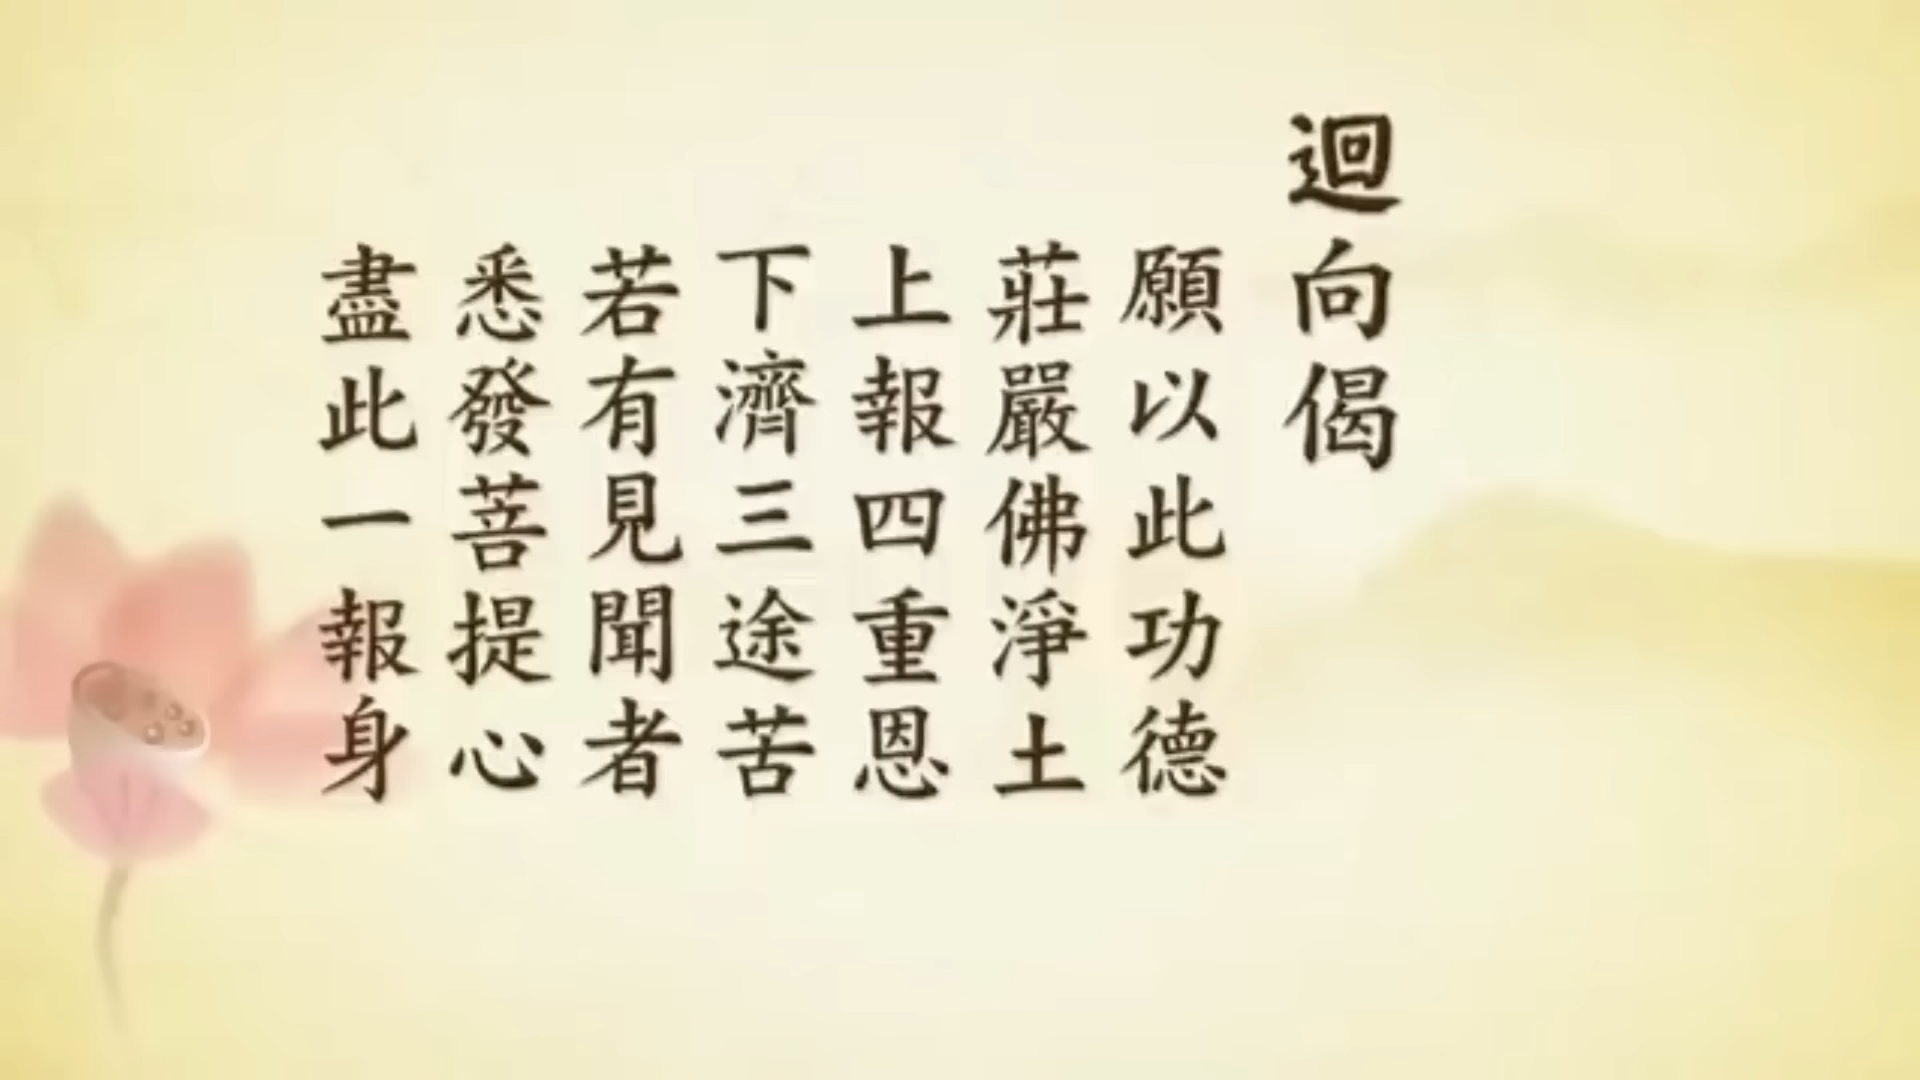 迴向偈
願以此功德
莊嚴佛淨土
上報四重恩
下濟三途苦
若有見聞者
悉發菩提心
盡此一報身